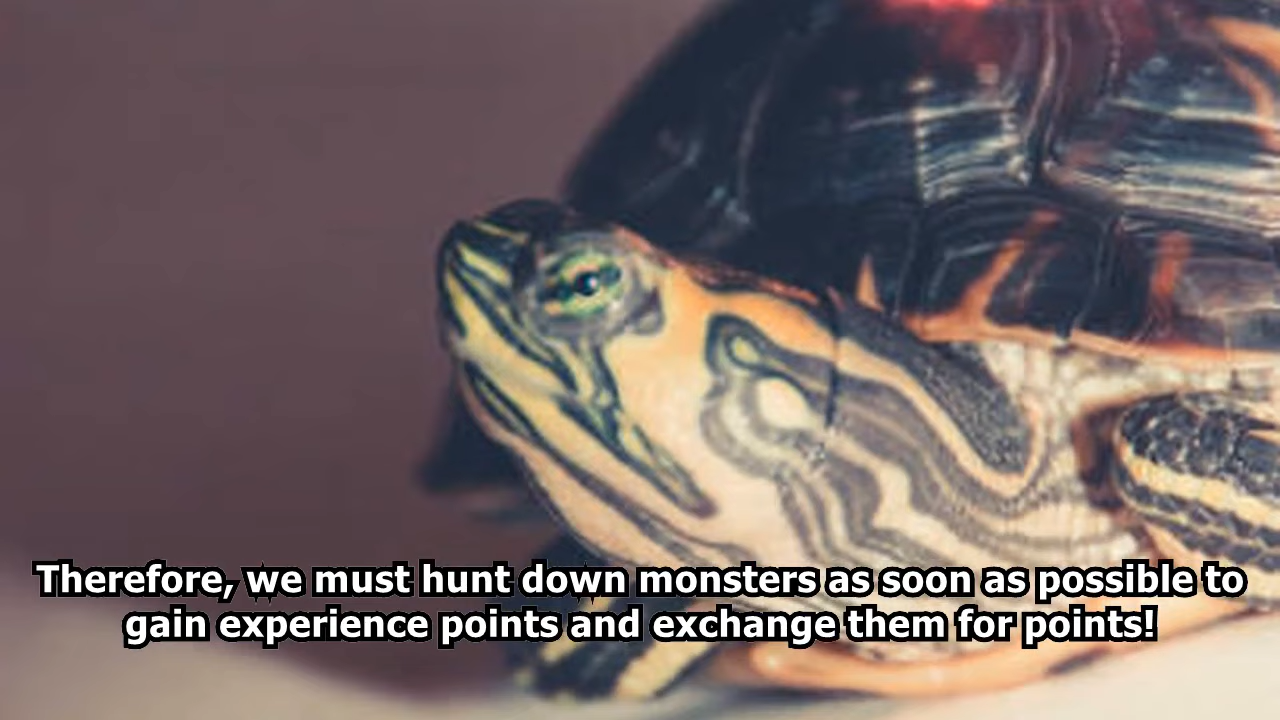 Therefore, we must hunt down monsters as soon as possible to
gain experience points and exchange them for points!